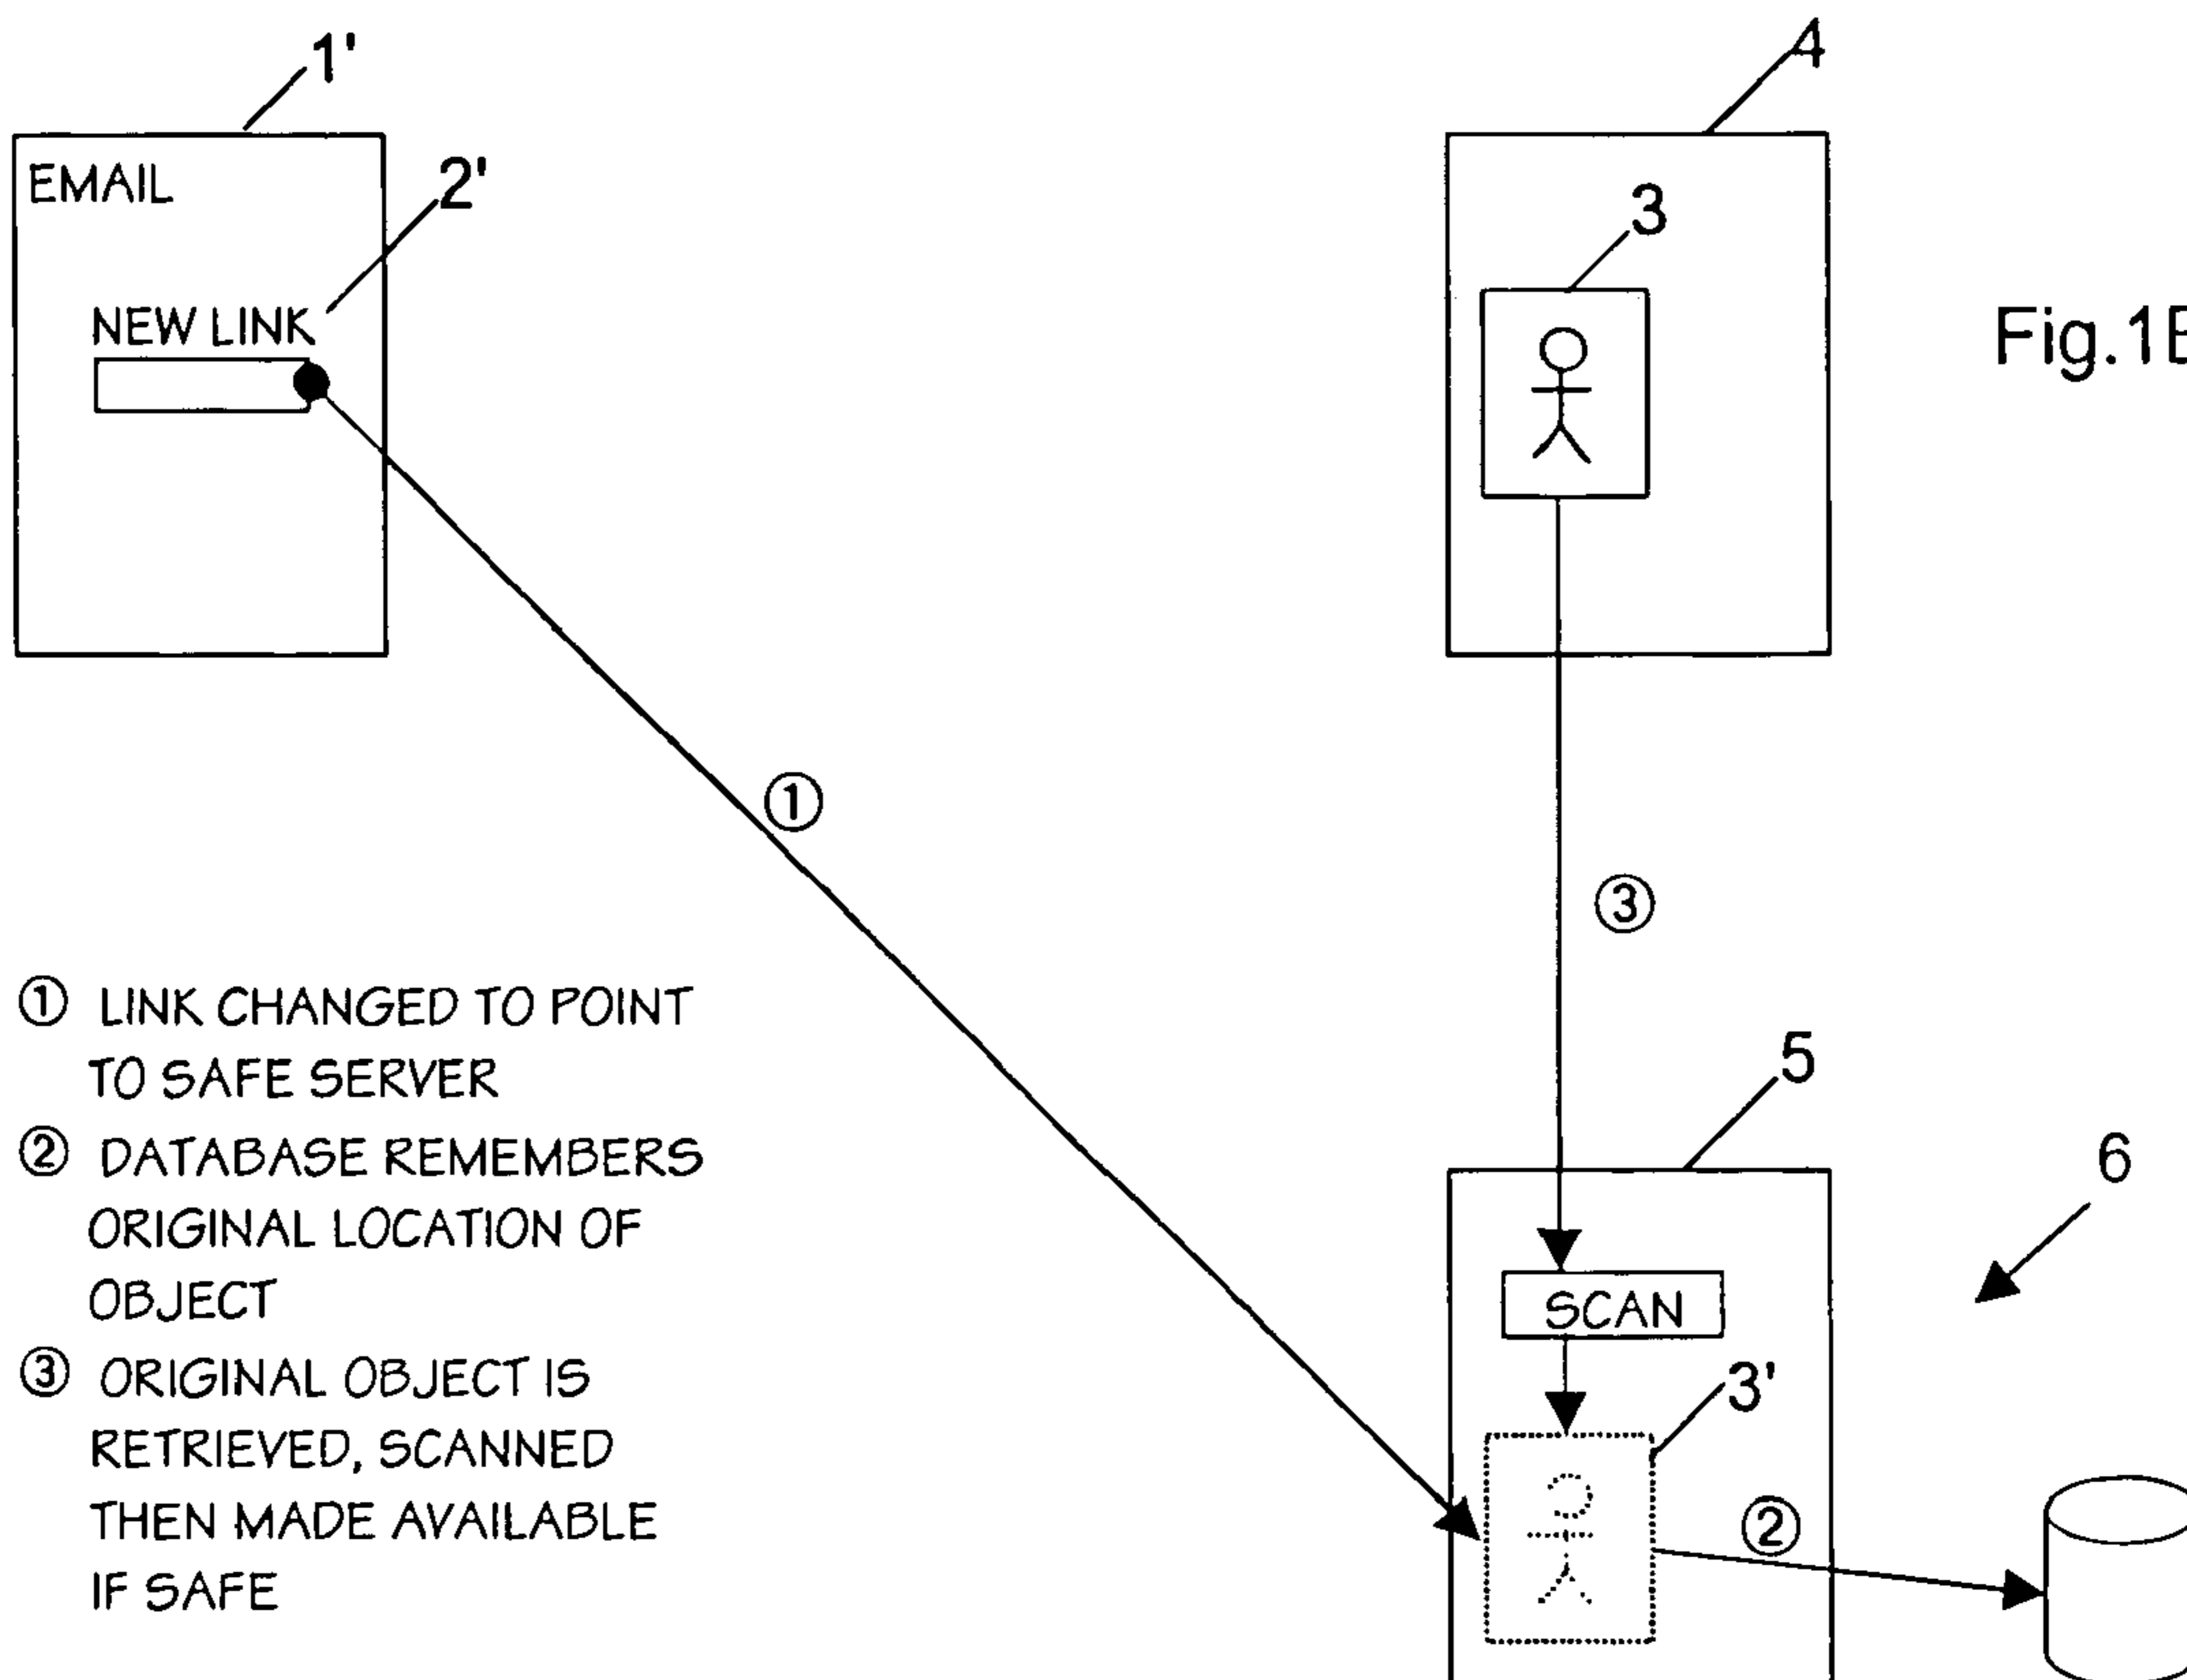 1'
4
EMAIL
2'
3
NEW LINK
Fig.1B
①
③
① LINK CHANGED TO POINT
TO SAFE SERVER
5
② DATABASE REMEMBERS
6
ORIGINAL LOCATION OF
OBJECT
SCAN
③ ORIGINAL OBJECT IS
3'
RETRIEVED, SCANNED
THEN MADE AVAILABLE
②
IF SAFE